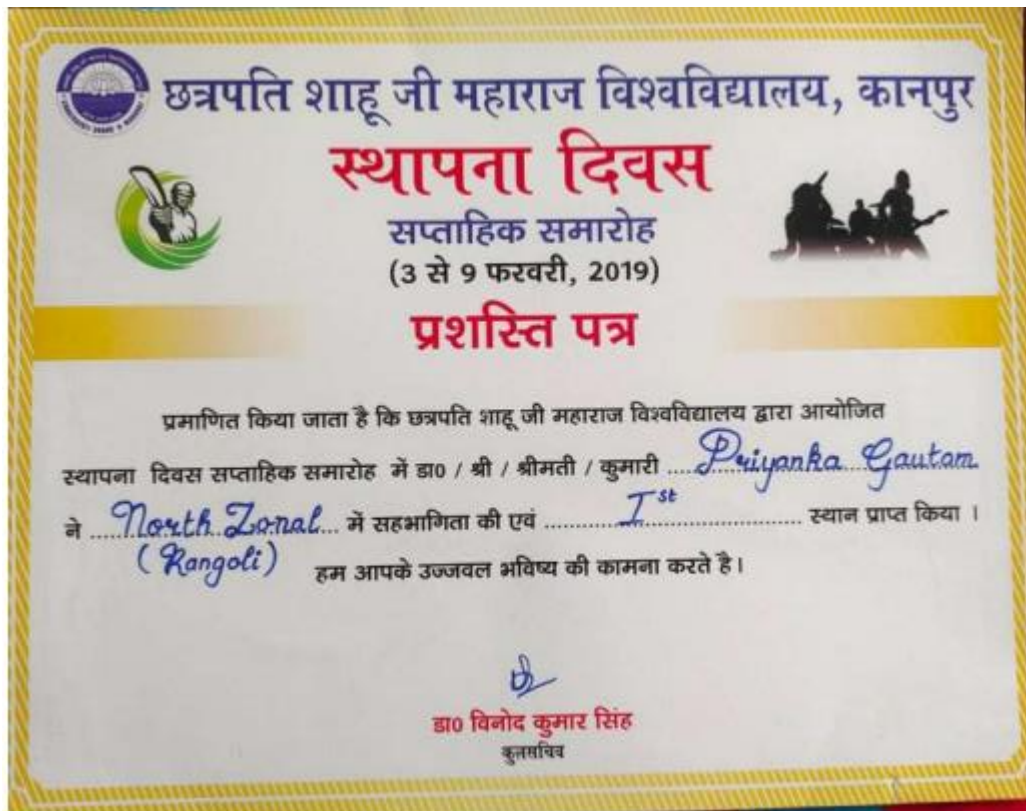 छत्रपति शाहू जी महाराज विश्वविद्यालय, कानपुर
स्थापना दिवस
सप्ताहिक समारोह
(3 से 9 फरवरी, 2019)
प्रशस्ति पत्र
प्रमाणित किया जाता है कि छत्रपति शाहू जी महाराज विश्वविद्यालय द्वारा आयोजित
स्थापना दिवस सप्ताहिक समारोह में डा0 / श्री / श्रीमती / कुमारी ....Priyanka Gautam
ने ....North Zonal... में सहभागिता की एवं ............Ist.................. स्थान प्राप्त किया ।
(Rangoli) हम आपके उज्जवल भविष्य की कामना करते है।
डा0 विनोद कुमार सिंह
कुलसचिव